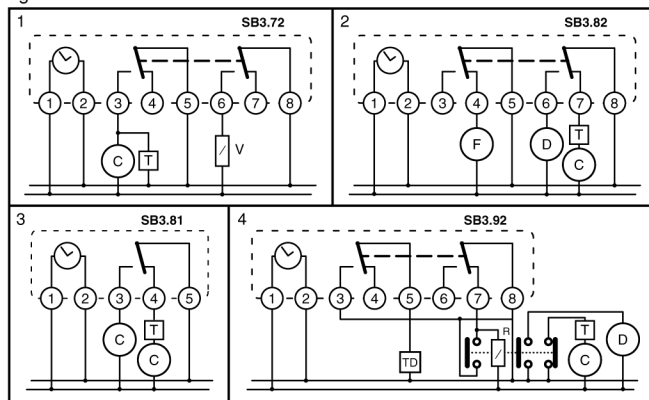 1 SB3.72
1 2 3 4 5 6 7 8
C T V
2 SB3.82
1 2 3 4 5 6 7 8
F D T
C
3 SB3.81
1 2 3 4 5
C T
C
4 SB3.92
1 2 3 4 5 6 7 8
TD R T C D